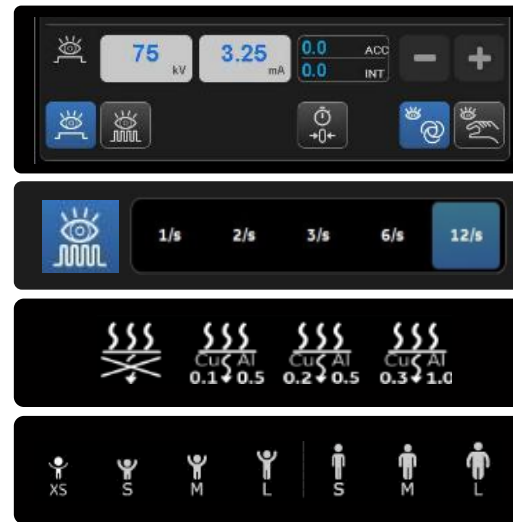 75 kV 3.25 mA 0.0 ACC
0.0 INT
→0←
1/s 2/s 3/s 6/s 12/s
Cu Al Cu Al Cu Al
0.1 0.5 0.2 0.5 0.3 1.0
XS S M L S M L